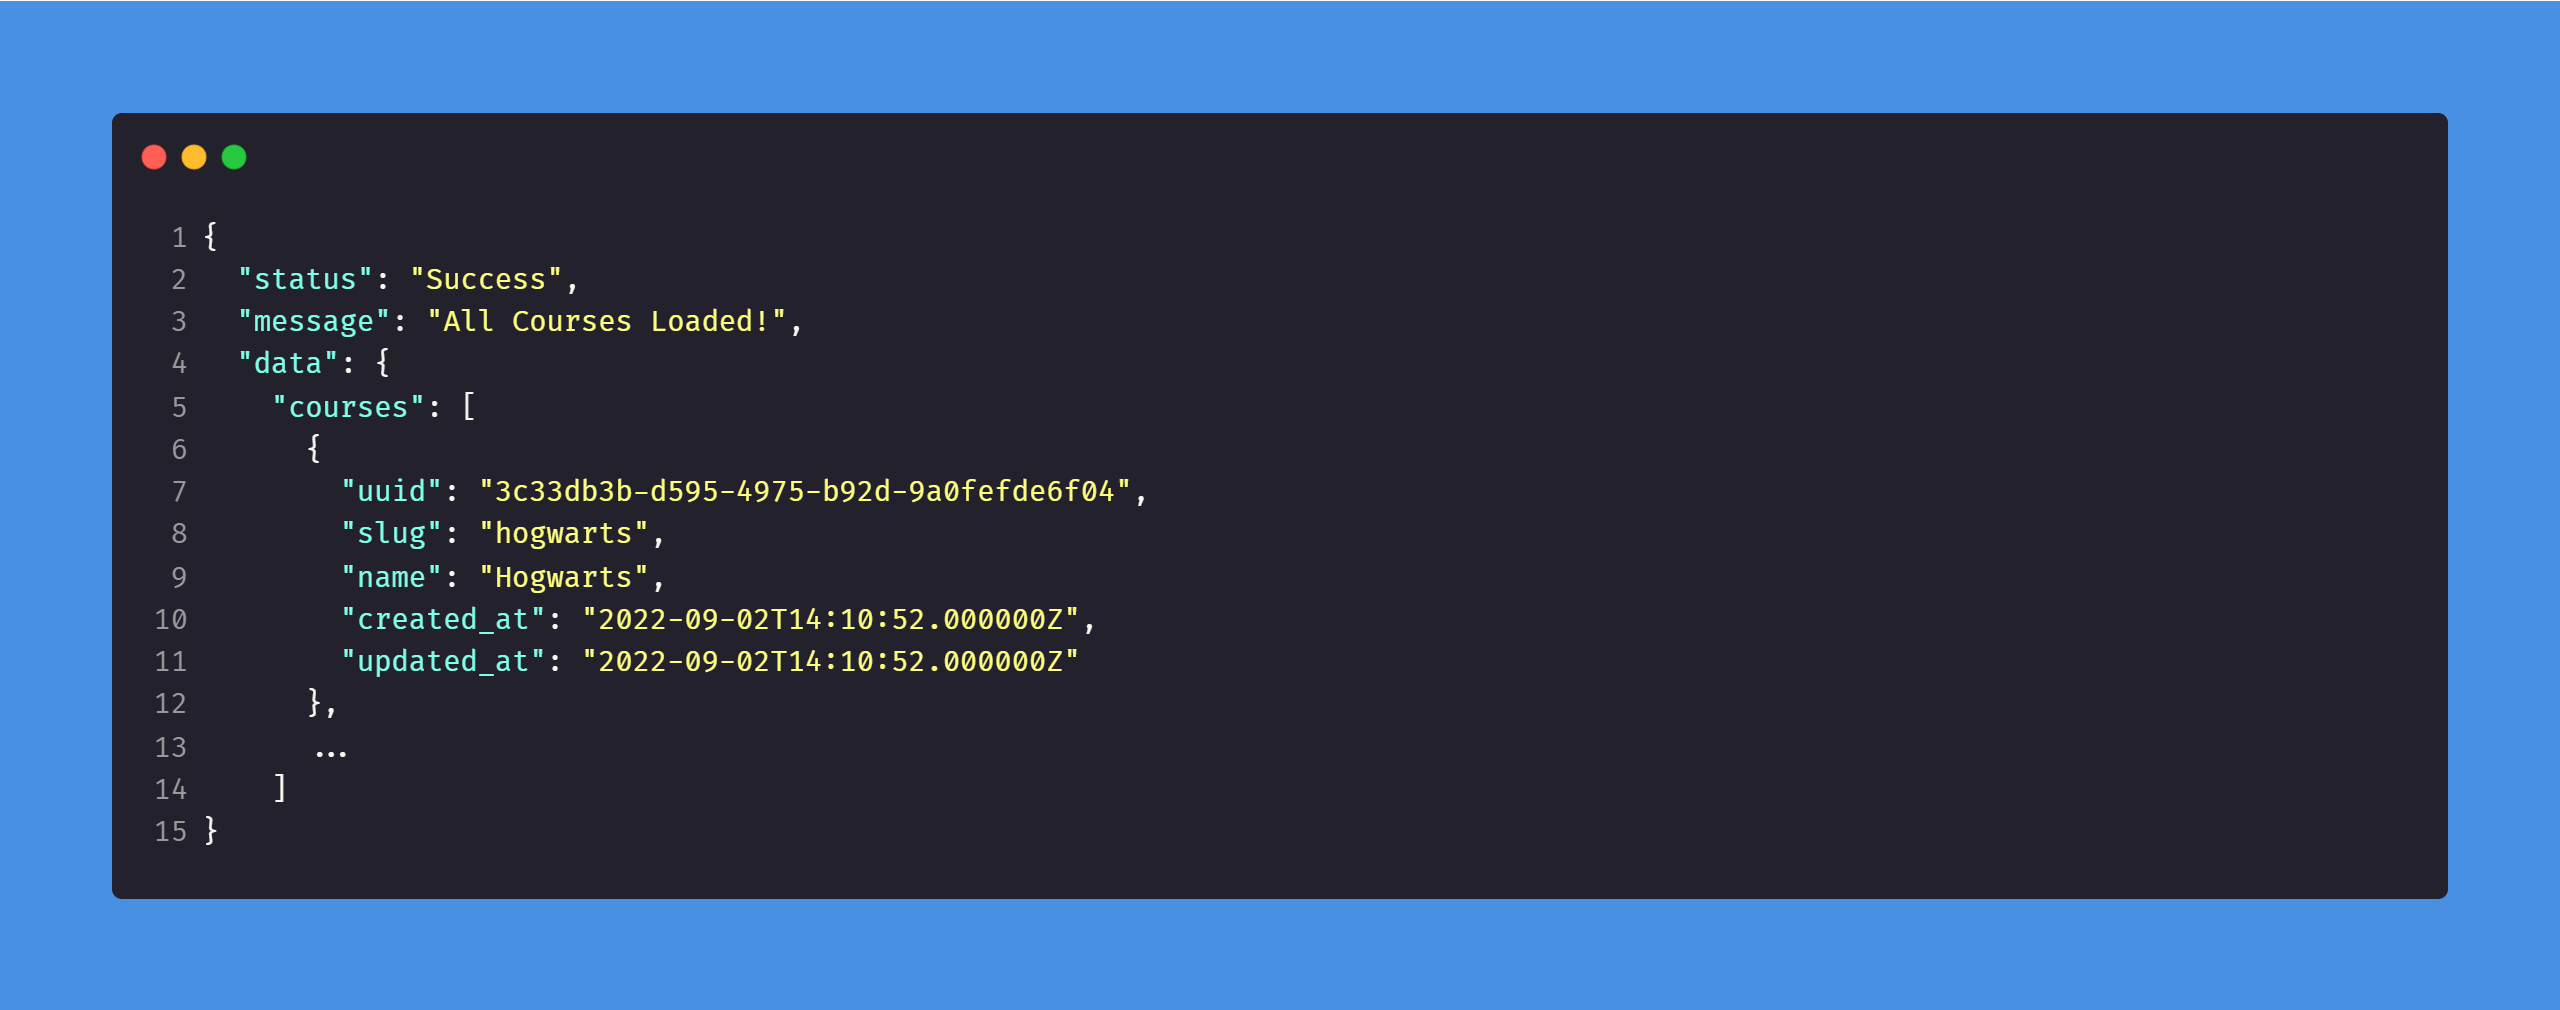 1 {
2   "status": "Success",
3   "message": "All Courses Loaded!",
4   "data": {
5     "courses": [
6       {
7         "uuid": "3c33db3b-d595-4975-b92d-9a0fefde6f04",
8         "slug": "hogwarts",
9         "name": "Hogwarts",
10         "created_at": "2022-09-02T14:10:52.000000Z",
11         "updated_at": "2022-09-02T14:10:52.000000Z"
12       },
13       ...
14     ]
15 }